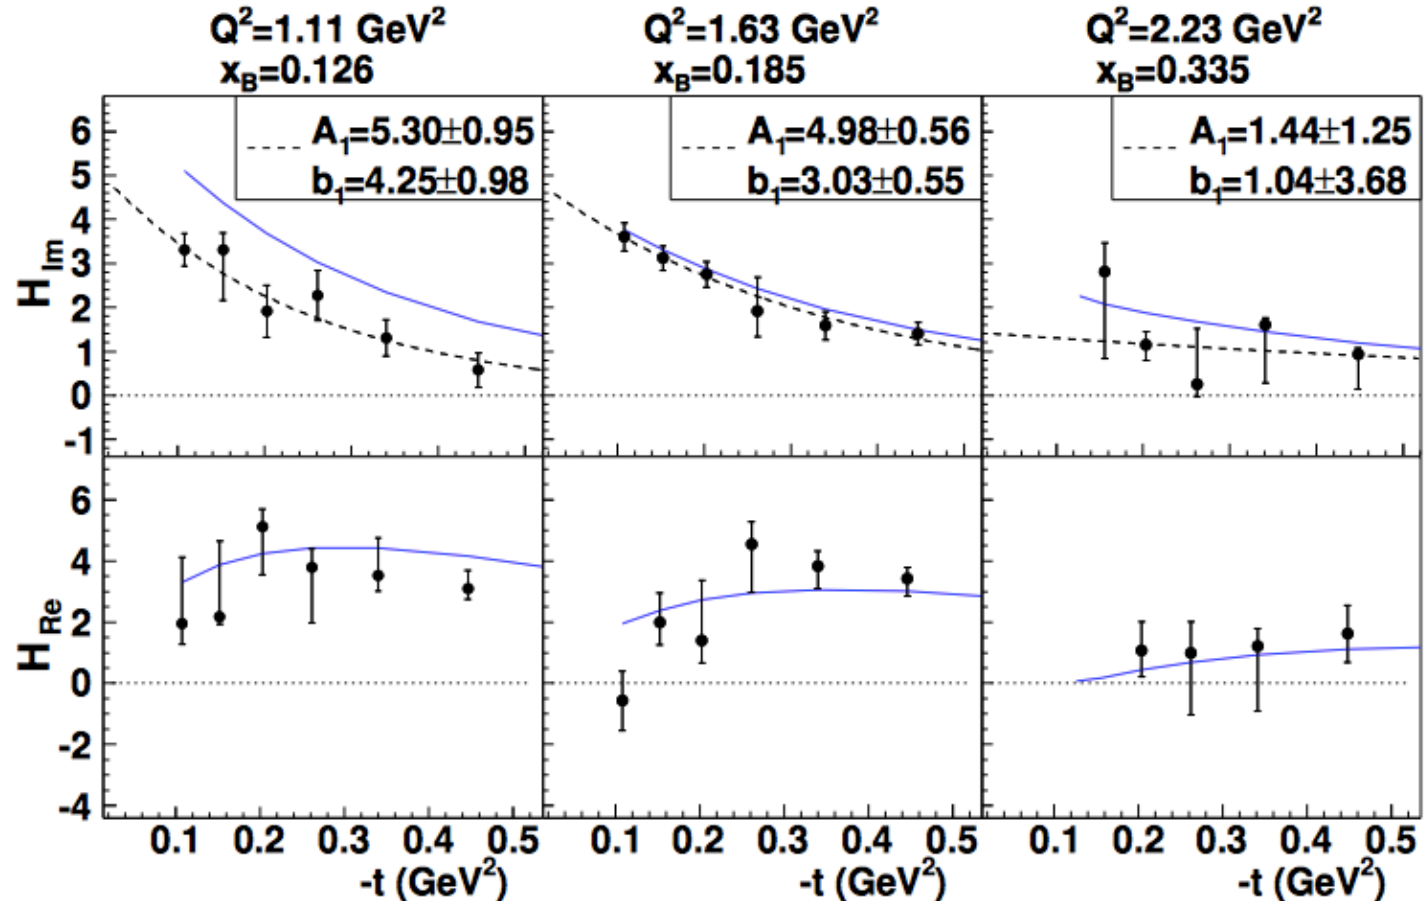 Q²=1.11 GeV² Q²=1.63 GeV² Q²=2.23 GeV²
x_B=0.126 x_B=0.185 x_B=0.335
A₁=5.30±0.95 A₁=4.98±0.56 A₁=1.44±1.25
b₁=4.25±0.98 b₁=3.03±0.55 b₁=1.04±3.68
H_Im
6
5
4
3
2
1
0
-1
H_Re
6
4
2
0
-2
-4
0.1 0.2 0.3 0.4 0.5 0.1 0.2 0.3 0.4 0.5 0.1 0.2 0.3 0.4 0.5
-t (GeV²) -t (GeV²) -t (GeV²)